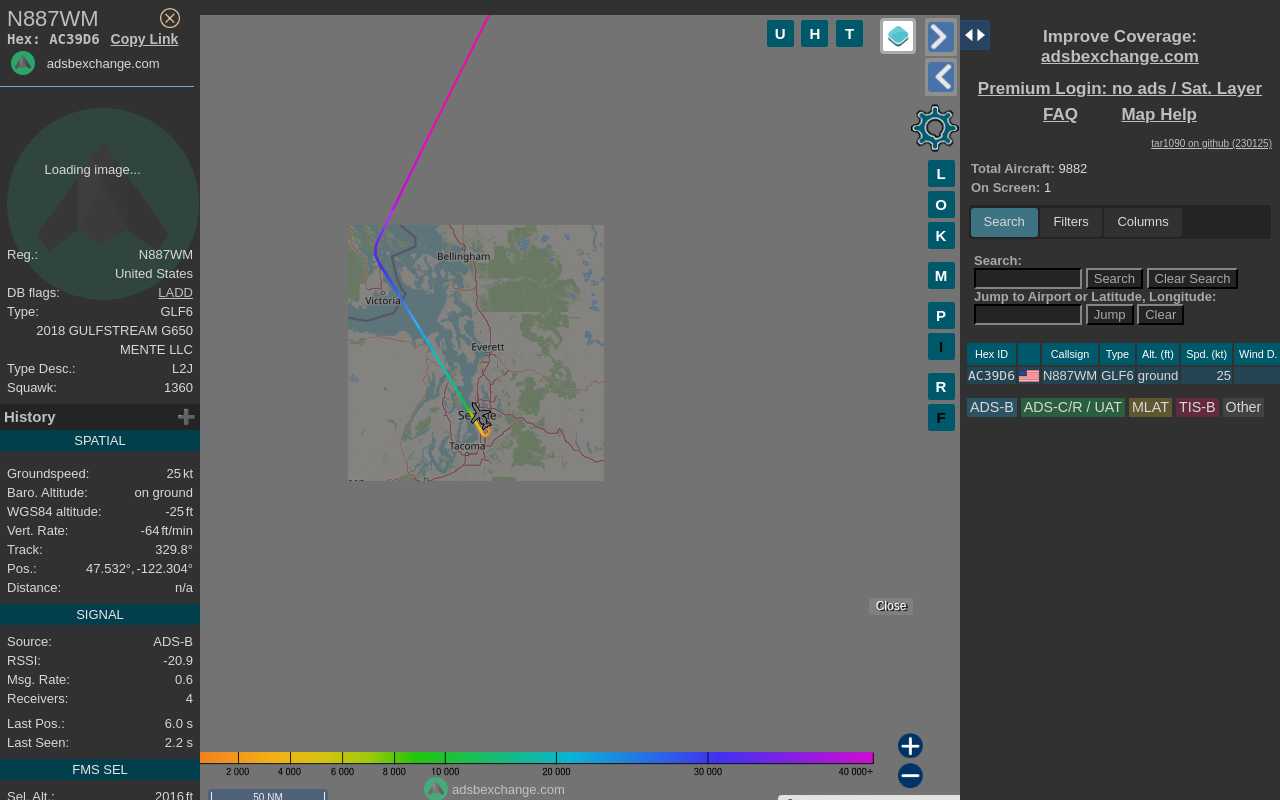 N887WM
Hex: AC39D6 Copy Link
adsbexchange.com
Loading image...
Reg.: N887WM
United States
DB flags: LADD
Type: GLF6
2018 GULFSTREAM G650
MENTE LLC
Type Desc.: L2J
Squawk: 1360
History
SPATIAL
Groundspeed: 25 kt
Baro. Altitude: on ground
WGS84 altitude: -25 ft
Vert. Rate: -64 ft/min
Track: 329.8°
Pos.: 47.532°, -122.304°
Distance: n/a
SIGNAL
Source: ADS-B
RSSI: -20.9
Msg. Rate: 0.6
Receivers: 4
Last Pos.: 6.0 s
Last Seen: 2.2 s
FMS SEL
Sel. Alt.: 2016 ft
U H T
L
O
K
M
P
I
R
F
Bellingham
Victoria
Everett
Tacoma
Close
2 000 4 000 6 000 8 000 10 000 20 000 30 000 40 000+
50 NM
adsbexchange.com
Improve Coverage:
adsbexchange.com
Premium Login: no ads / Sat. Layer
FAQ Map Help
tar1090 on github (230125)
Total Aircraft: 9882
On Screen: 1
Search Filters Columns
Search:
Search Clear Search
Jump to Airport or Latitude, Longitude:
Jump Clear
Hex ID Callsign Type Alt. (ft) Spd. (kt) Wind D.
AC39D6 N887WM GLF6 ground 25
ADS-B ADS-C/R / UAT MLAT TIS-B Other